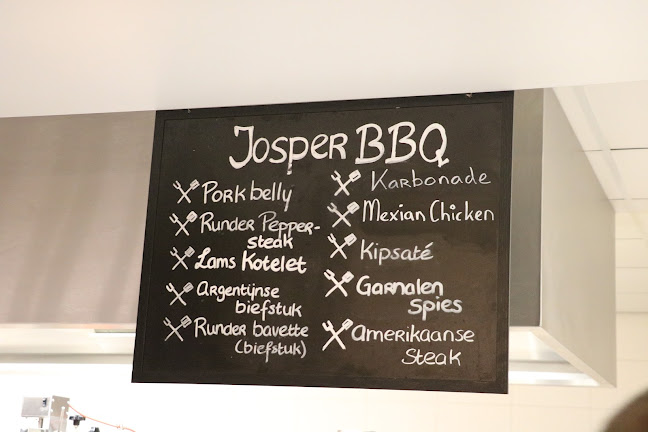 Josper BBQ
Pork belly
Runder Pepper-
steak
Lams Kotelet
Argentijnse
biefstuk
Runder bavette
(biefstuk)
Karbonade
Mexian Chicken
Kipsaté
Garnalen
Spies
Amerikaanse
Steak